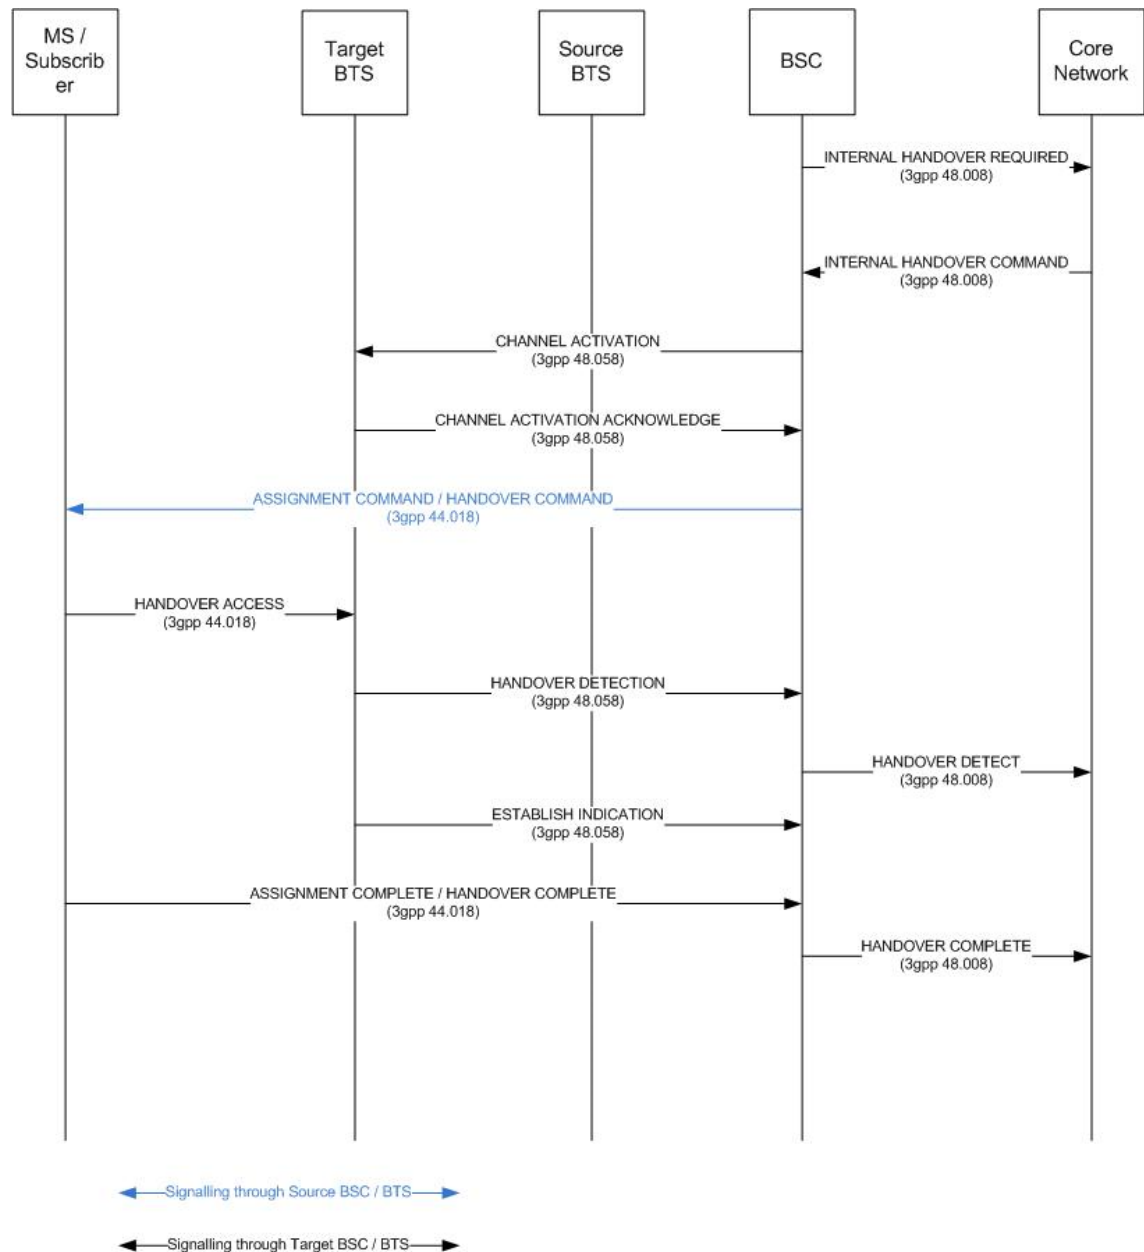 MS /
Subscrib
er
Target
BTS
Source
BTS
BSC
Core
Network
INTERNAL HANDOVER REQUIRED
(3gpp 48.008)
INTERNAL HANDOVER COMMAND
(3gpp 48.008)
CHANNEL ACTIVATION
(3gpp 48.058)
CHANNEL ACTIVATION ACKNOWLEDGE
(3gpp 48.058)
ASSIGNMENT COMMAND / HANDOVER COMMAND
(3gpp 44.018)
HANDOVER ACCESS
(3gpp 44.018)
HANDOVER DETECTION
(3gpp 48.058)
HANDOVER DETECT
(3gpp 48.008)
ESTABLISH INDICATION
(3gpp 48.058)
ASSIGNMENT COMPLETE / HANDOVER COMPLETE
(3gpp 44.018)
HANDOVER COMPLETE
(3gpp 48.008)
Signalling through Source BSC / BTS
Signalling through Target BSC / BTS